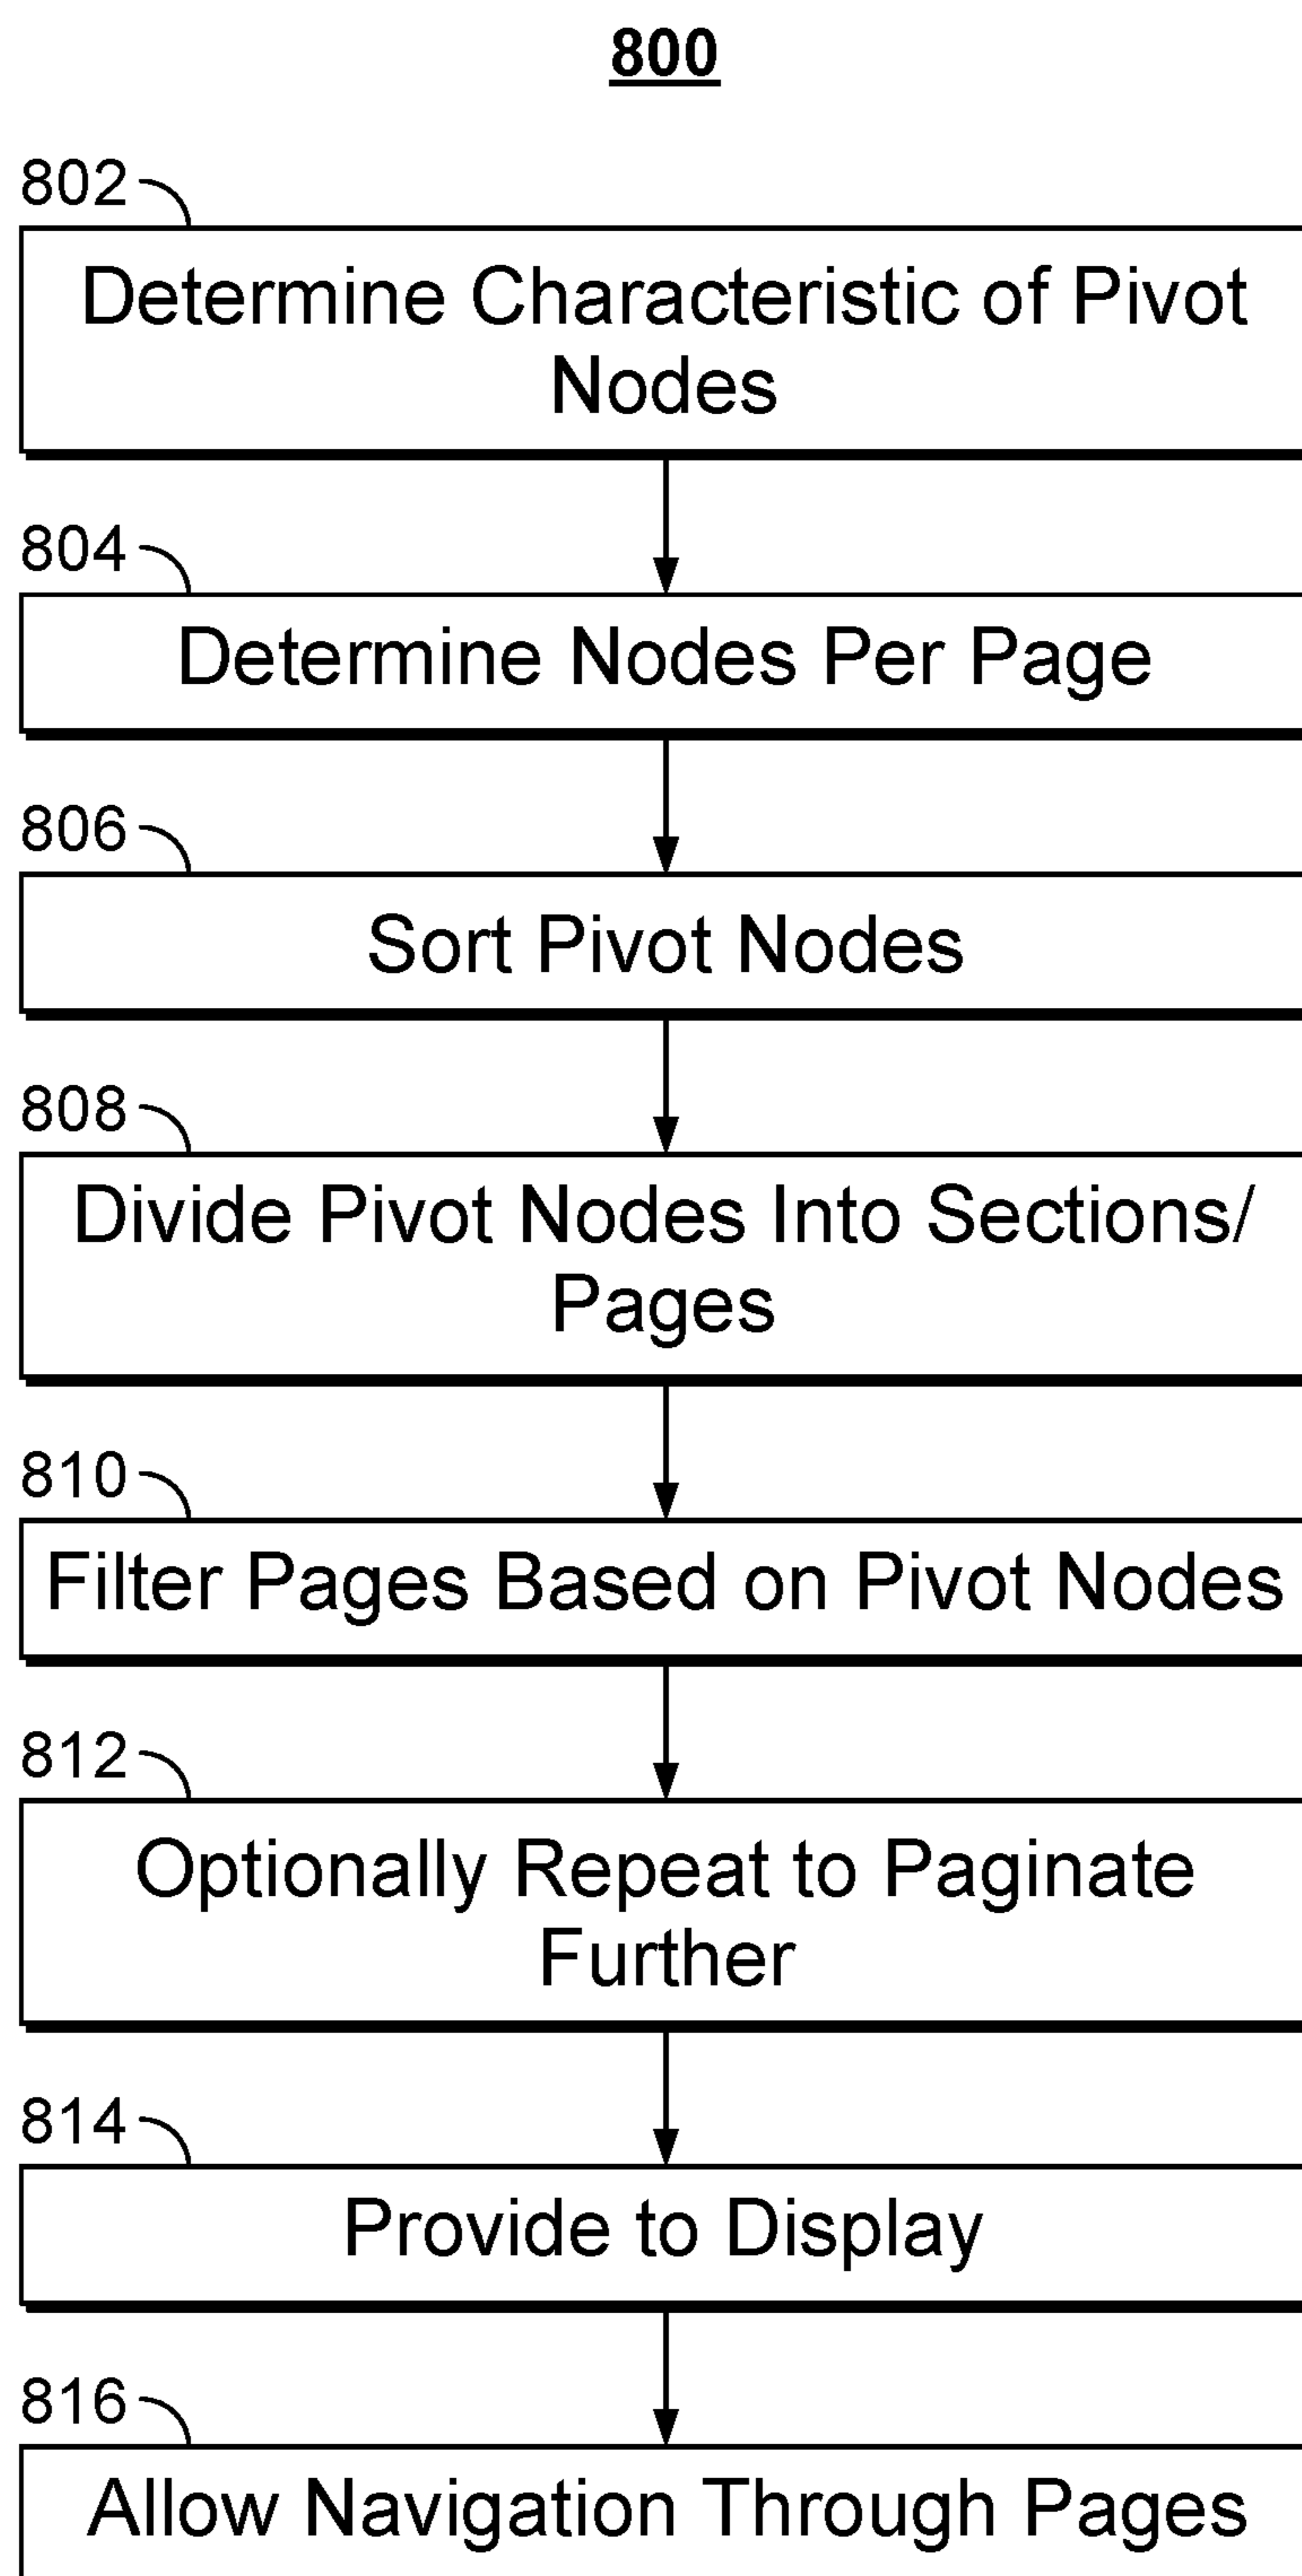 800
802
Determine Characteristic of Pivot
Nodes
804
Determine Nodes Per Page
806
Sort Pivot Nodes
808
Divide Pivot Nodes Into Sections/
Pages
810
Filter Pages Based on Pivot Nodes
812
Optionally Repeat to Paginate
Further
814
Provide to Display
816
Allow Navigation Through Pages